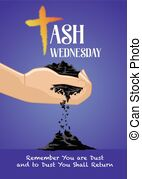 ASH
WEDNESDAY
Remember You are Dust
and to Dust You Shall Return
© Can Stock Photo